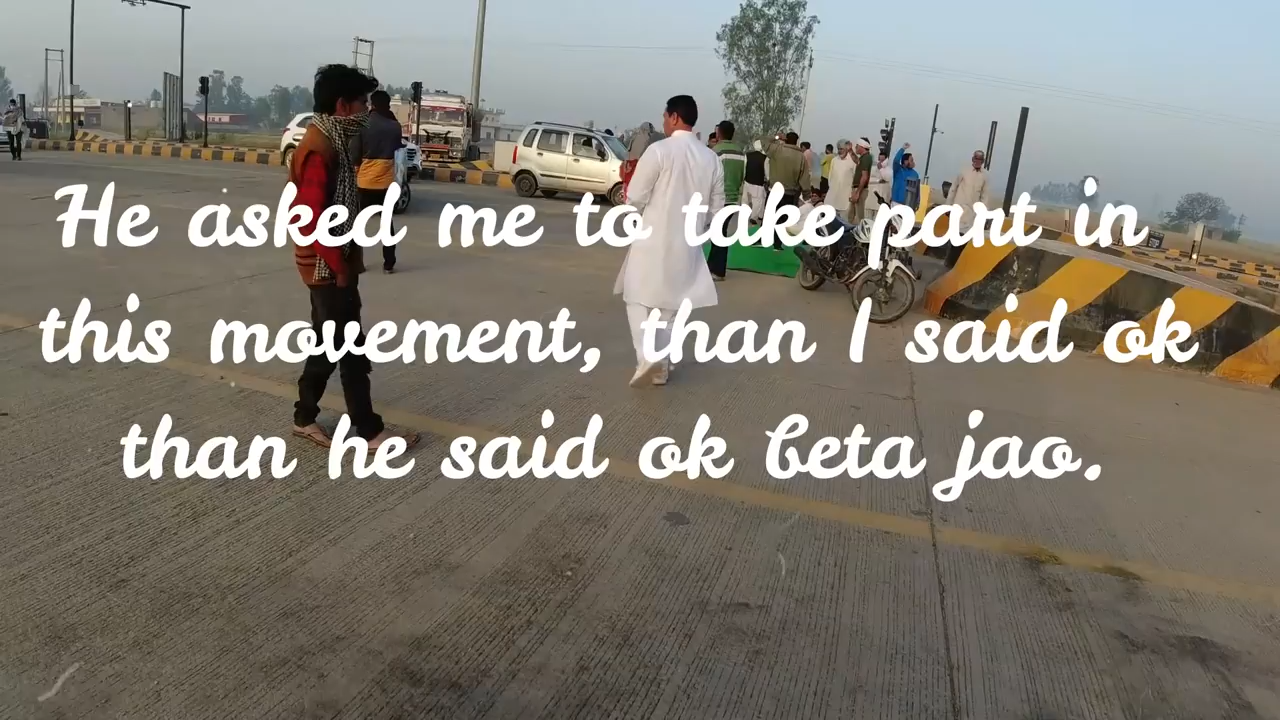 He asked me to take part in
this movement, than I said ok
than he said ok beta jao.